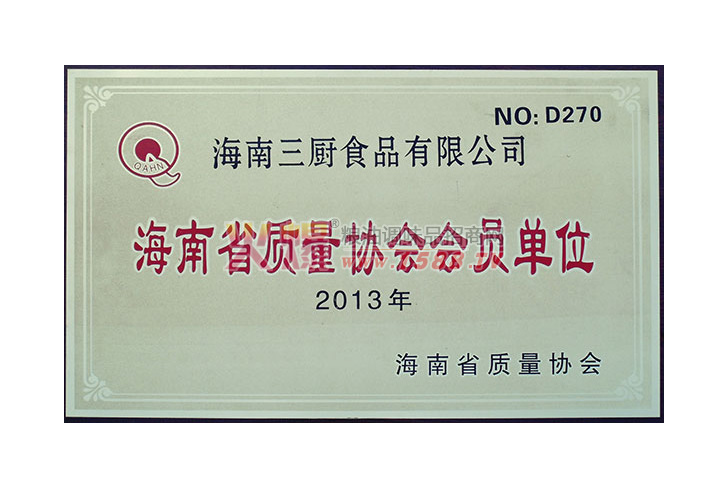 NO: D270
QAHN
海南三厨食品有限公司
海南省质量协会会员单位
2013年
海南省质量协会